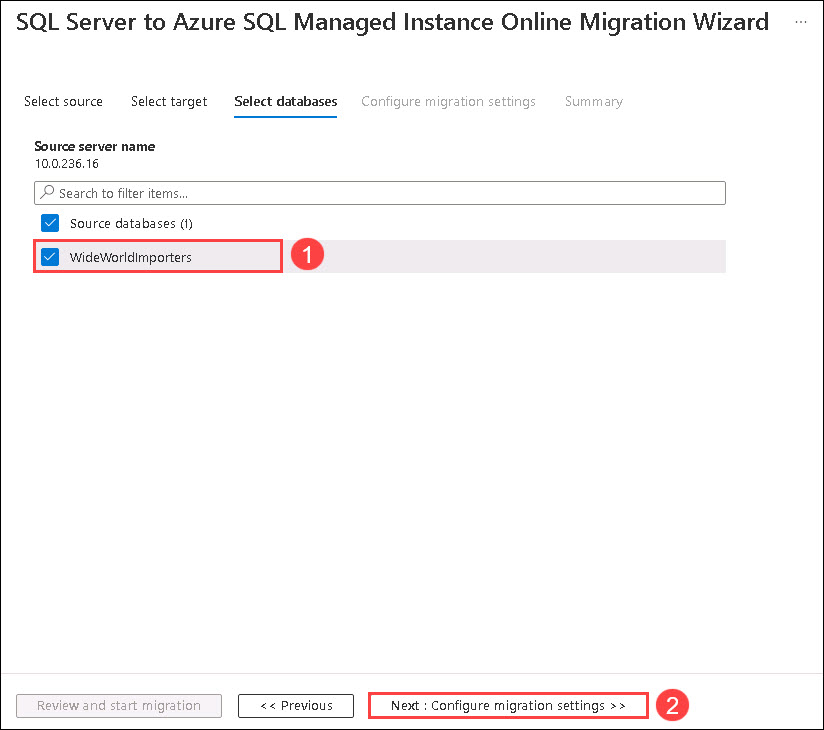 SQL Server to Azure SQL Managed Instance Online Migration Wizard ...
Select source Select target Select databases Configure migration settings Summary
Source server name
10.0.236.16
Search to filter items...
Source databases (1)
WideWorldImporters 1
Review and start migration << Previous Next : Configure migration settings >> 2